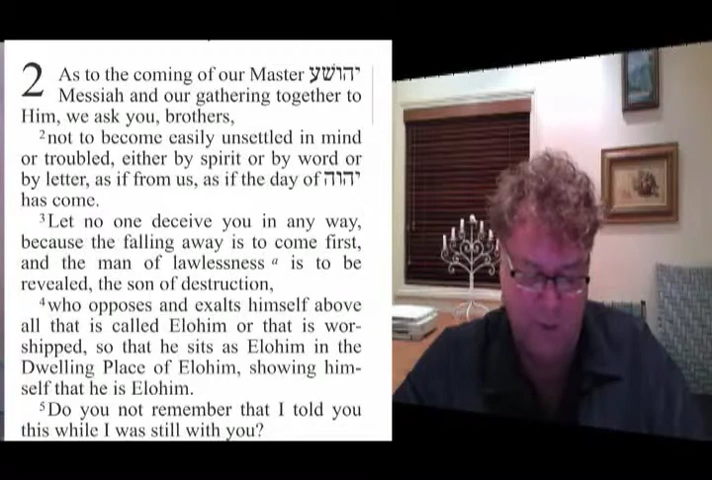 2 As to the coming of our Master יהושע
Messiah and our gathering together to
Him, we ask you, brothers,
2not to become easily unsettled in mind
or troubled, either by spirit or by word or
by letter, as if from us, as if the day of יהוה
has come.
3Let no one deceive you in any way,
because the falling away is to come first,
and the man of lawlessness a is to be
revealed, the son of destruction,
4who opposes and exalts himself above
all that is called Elohim or that is wor-
shipped, so that he sits as Elohim in the
Dwelling Place of Elohim, showing him-
self that he is Elohim.
5Do you not remember that I told you
this while I was still with you?